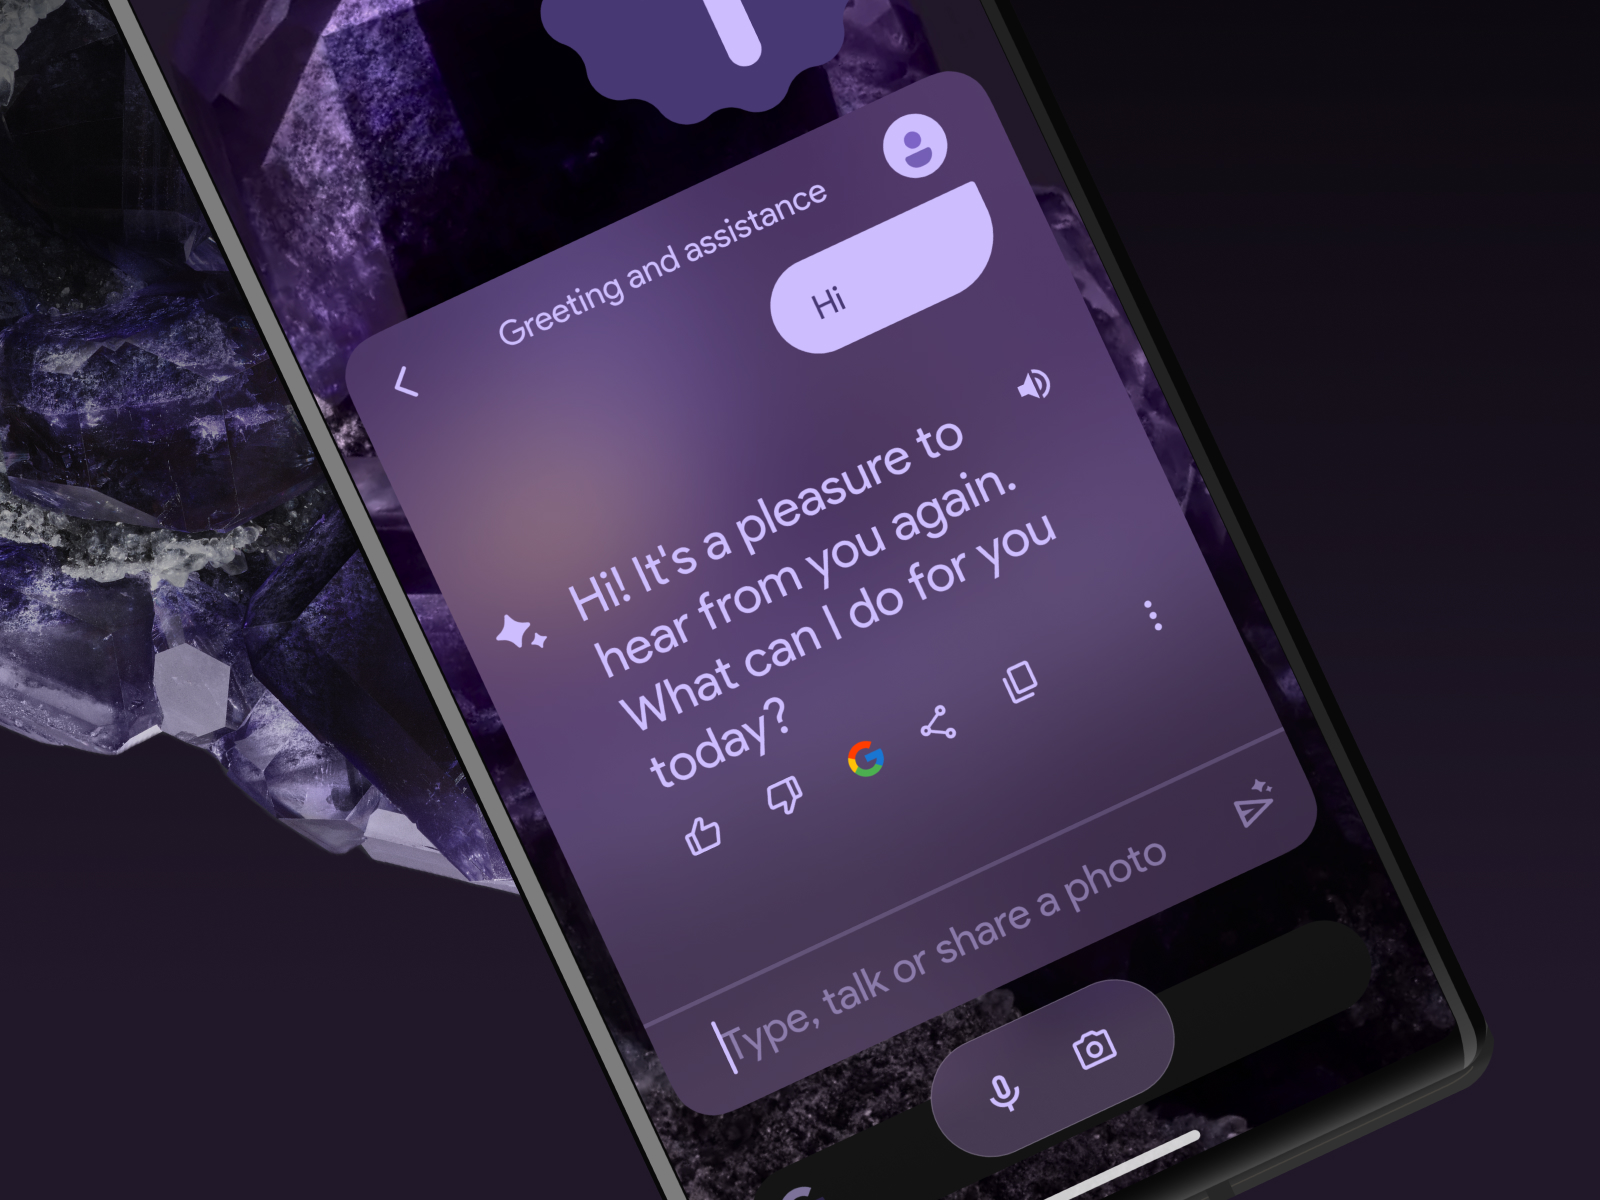 Greeting and assistance
Hi
Hi! It's a pleasure to
hear from you again.
What can I do for you
today?
Type, talk or share a photo